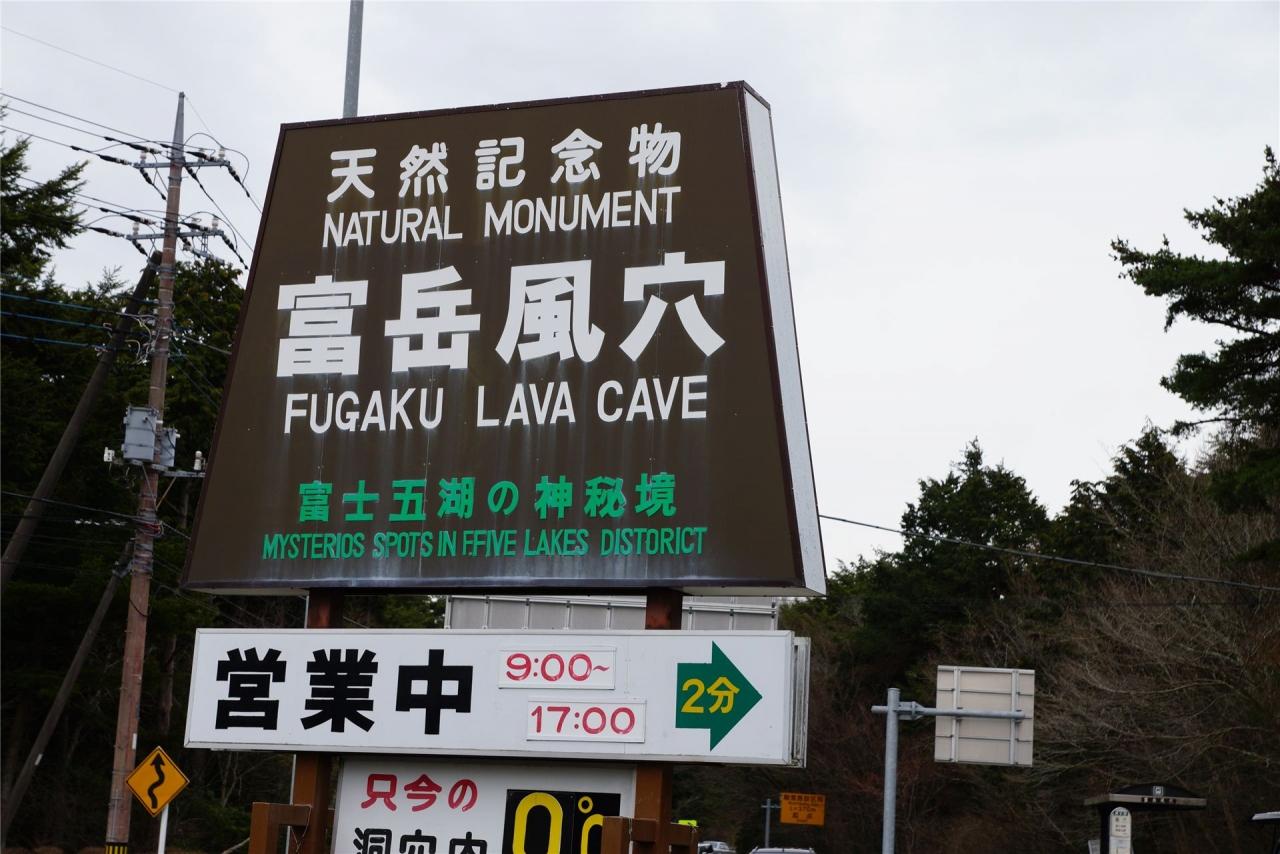 天然記念物
NATURAL MONUMENT
富岳風穴
FUGAKU LAVA CAVE
富士五湖の神秘境
MYSTERIOS SPOTS IN F.FIVE LAKES DISTORICT
営業中
9:00~
17:00
2分
只今の
洞穴内
0°